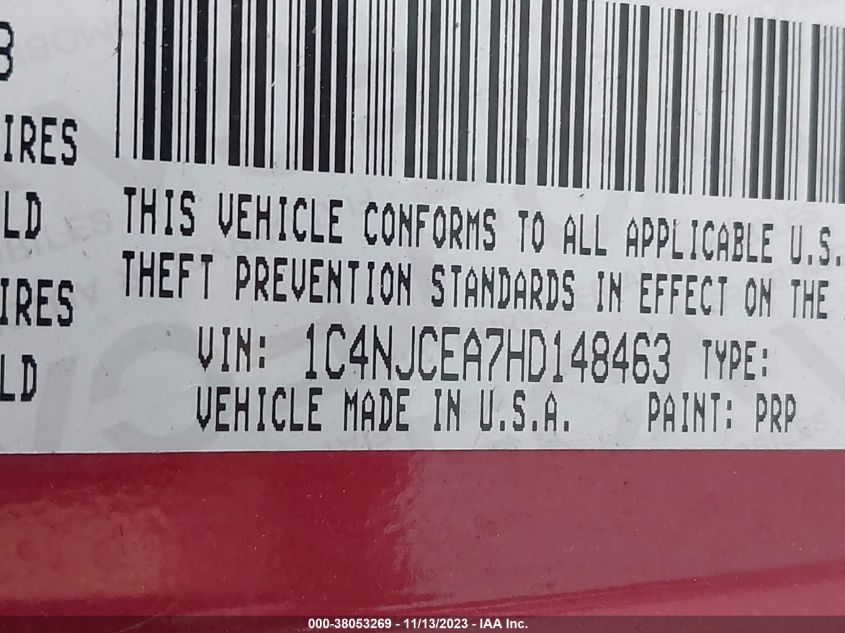 3
IRES
LD
IRES
LD
THIS VEHICLE CONFORMS TO ALL APPLICABLE U.S.
THEFT PREVENTION STANDARDS IN EFFECT ON THE
VIN: 1C4NJCEA7HD148463 TYPE:
VEHICLE MADE IN U.S.A. PAINT: PRP
000-38053269 - 11/13/2023 - IAA Inc.